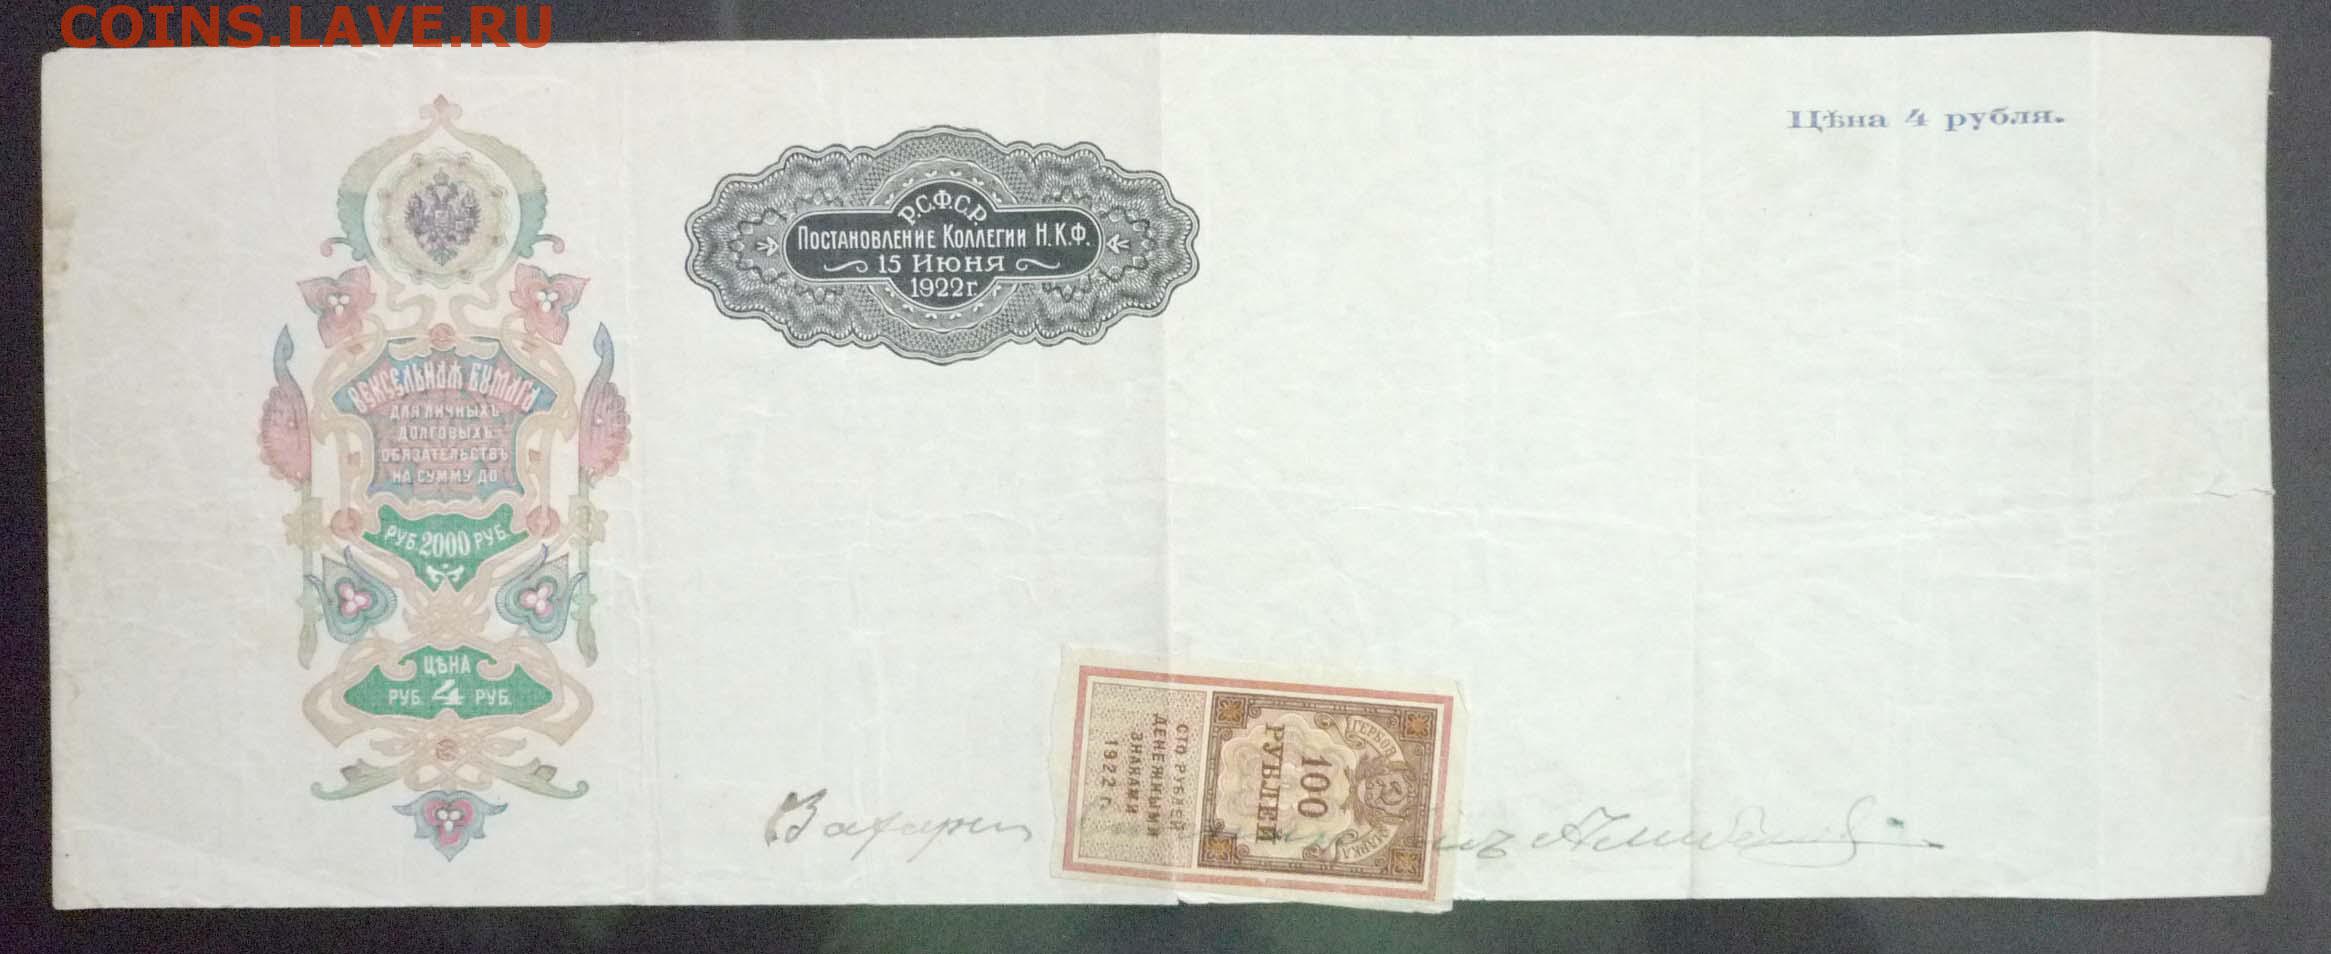 COINS.LAVE.RU
Цѣна 4 рубля.
Р.С.Ф.С.Р.
Постановление Коллегии Н.К.Ф.
15 Июня
1922г.
ВЕКСЕЛЬНАЯ БУМАГА
ДЛЯ ЛИЧНЫХЪ
ДОЛГОВЫХЪ
ОБЯЗАТЕЛЬСТВЪ
НА СУММУ ДО
РУБ. 2000 РУБ.
ЦѢНА
РУБ. 4 РУБ.
ГЕРБОВ.
МАРКА
100
РУБЛЕЙ
СТО РУБЛЕЙ
ДЕНЕЖНЫМИ
ЗНАКАМИ
1922 г.